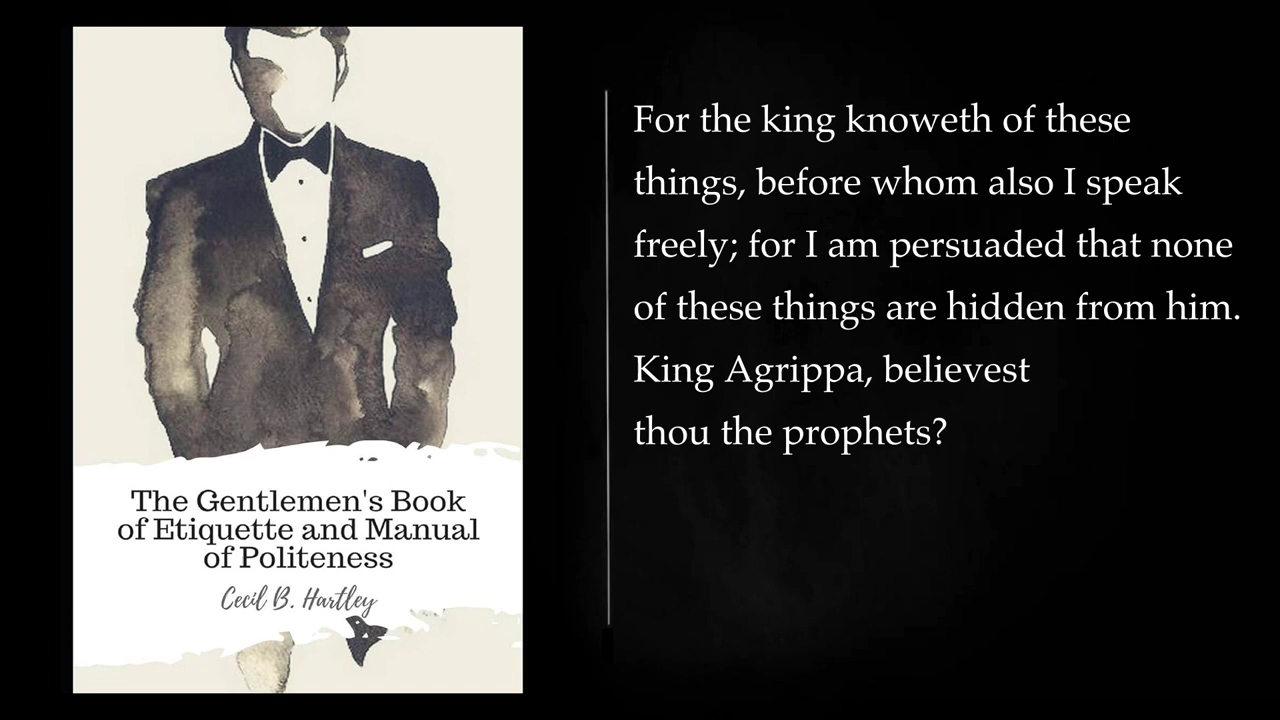 The Gentlemen's Book
of Etiquette and Manual
of Politeness
Cecil B. Hartley
For the king knoweth of these
things, before whom also I speak
freely; for I am persuaded that none
of these things are hidden from him.
King Agrippa, believest
thou the prophets?